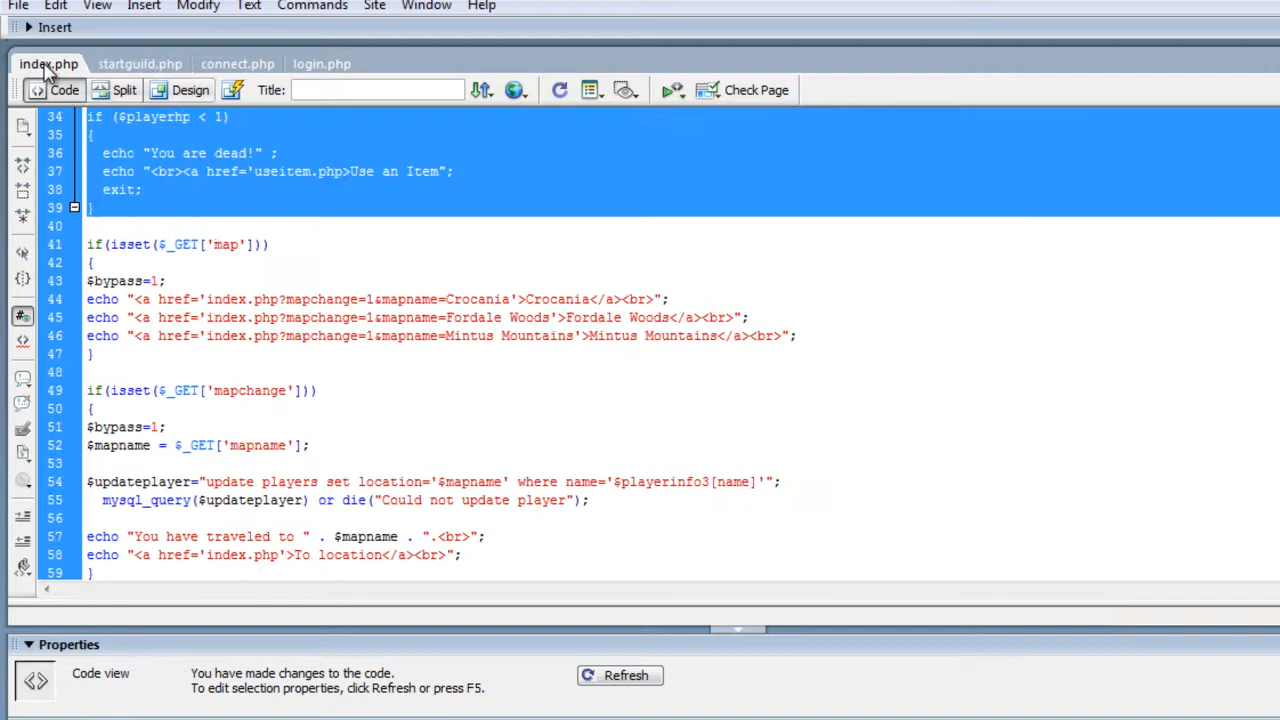 File Edit View Insert Modify Text Commands Site Window Help
Insert
index.php startguild.php connect.php login.php
Code Split Design Title: Check Page
34 if ($playerhp < 1)
35 {
36 echo "You are dead!" ;
37 echo "<br><a href='useitem.php>Use an Item";
38 exit;
39 }
40
41 if(isset($_GET['map']))
42 {
43 $bypass=1;
44 echo "<a href='index.php?mapchange=1&mapname=Crocania'>Crocania</a><br>";
45 echo "<a href='index.php?mapchange=1&mapname=Fordale Woods'>Fordale Woods</a><br>";
46 echo "<a href='index.php?mapchange=1&mapname=Mintus Mountains'>Mintus Mountains</a><br>";
47 }
48
49 if(isset($_GET['mapchange']))
50 {
51 $bypass=1;
52 $mapname = $_GET['mapname'];
53
54 $updateplayer="update players set location='$mapname' where name='$playerinfo3[name]'";
55 mysql_query($updateplayer) or die("Could not update player");
56
57 echo "You have traveled to " . $mapname . ".<br>";
58 echo "<a href='index.php'>To location</a><br>";
59 }
Properties
Code view You have made changes to the code. Refresh
To edit selection properties, click Refresh or press F5.